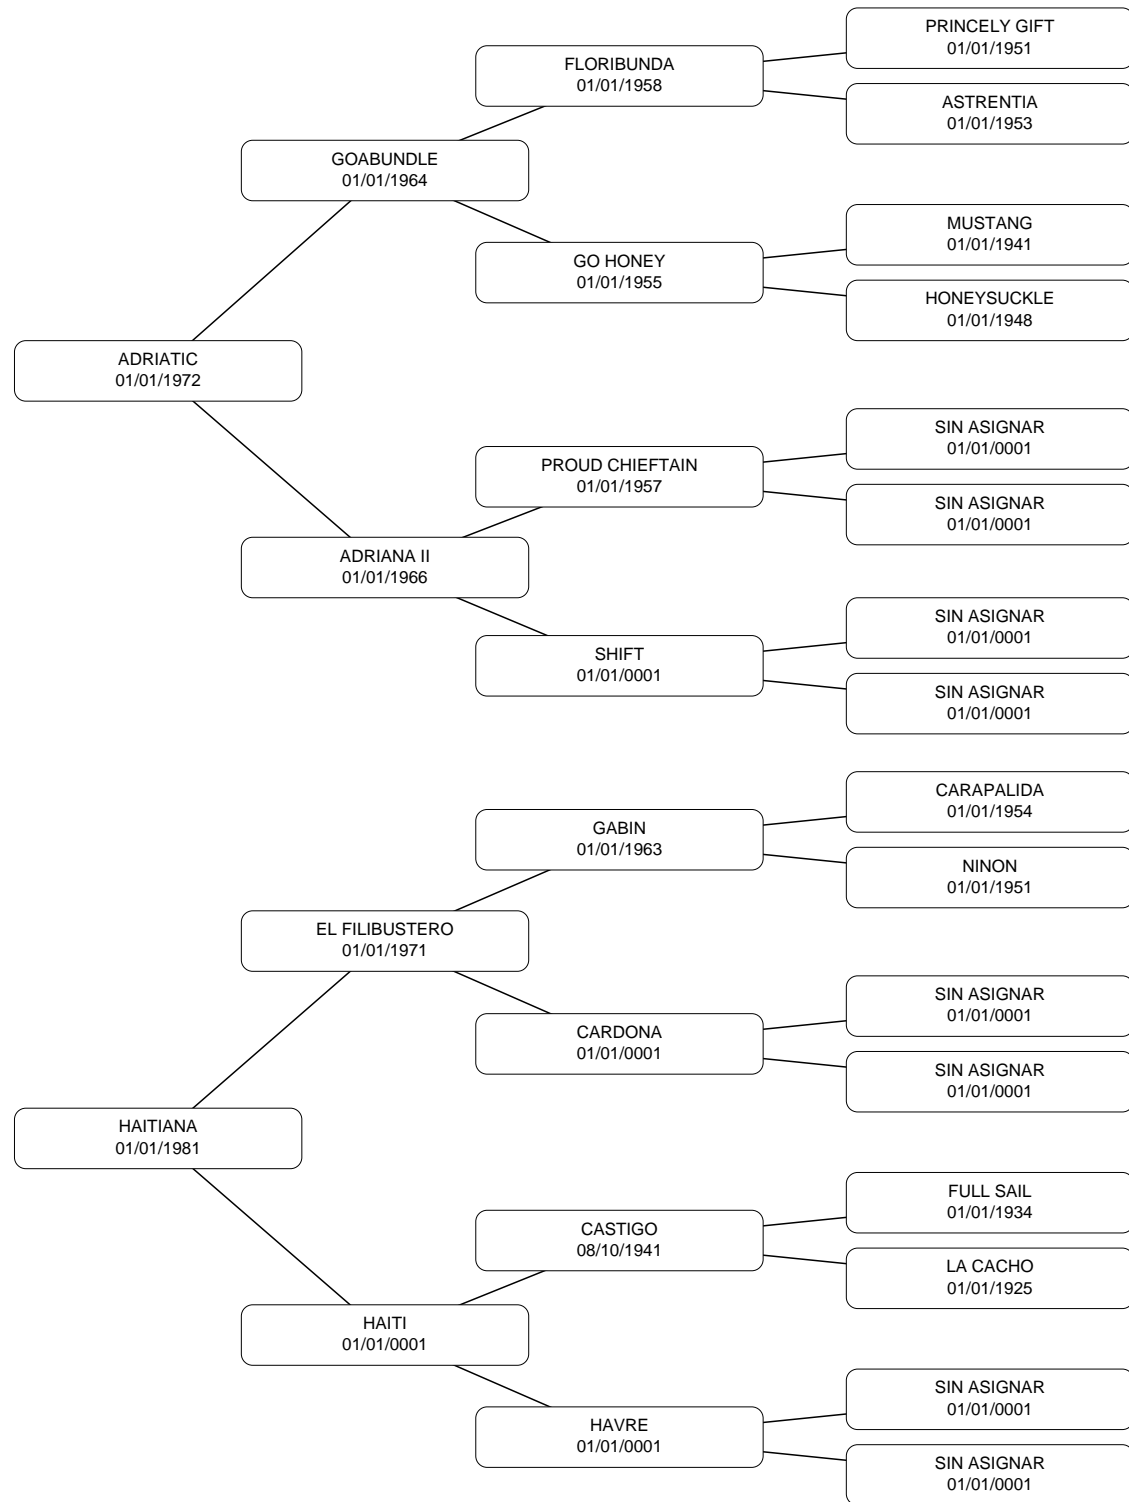 PRINCELY GIFT
01/01/1951
FLORIBUNDA
01/01/1958
ASTRENTIA
01/01/1953
GOABUNDLE
01/01/1964
MUSTANG
01/01/1941
GO HONEY
01/01/1955
HONEYSUCKLE
01/01/1948
ADRIATIC
01/01/1972
SIN ASIGNAR
01/01/0001
PROUD CHIEFTAIN
01/01/1957
SIN ASIGNAR
01/01/0001
ADRIANA II
01/01/1966
SIN ASIGNAR
01/01/0001
SHIFT
01/01/0001
SIN ASIGNAR
01/01/0001
CARAPALIDA
01/01/1954
GABIN
01/01/1963
NINON
01/01/1951
EL FILIBUSTERO
01/01/1971
SIN ASIGNAR
01/01/0001
CARDONA
01/01/0001
SIN ASIGNAR
01/01/0001
HAITIANA
01/01/1981
FULL SAIL
01/01/1934
CASTIGO
08/10/1941
LA CACHO
01/01/1925
HAITI
01/01/0001
SIN ASIGNAR
01/01/0001
HAVRE
01/01/0001
SIN ASIGNAR
01/01/0001